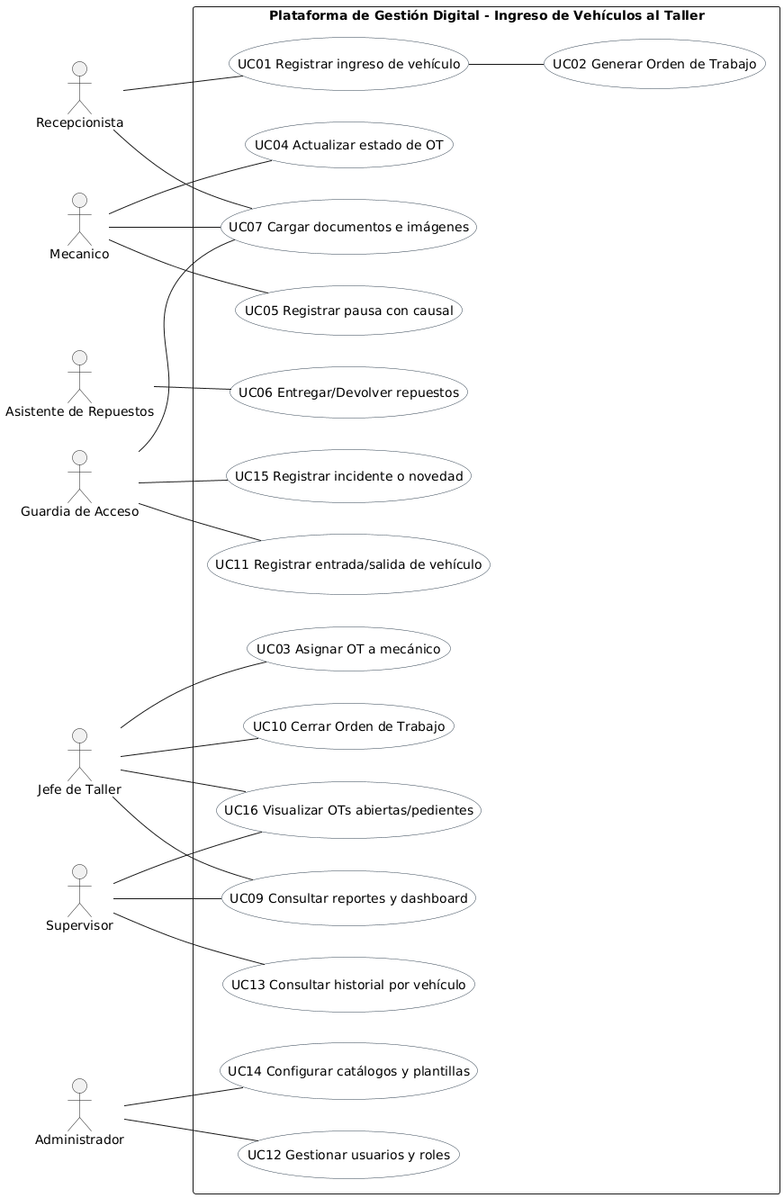 Plataforma de Gestión Digital - Ingreso de Vehículos al Taller
UC01 Registrar ingreso de vehículo
UC02 Generar Orden de Trabajo
Recepcionista
UC04 Actualizar estado de OT
UC07 Cargar documentos e imágenes
Mecanico
UC05 Registrar pausa con causal
UC06 Entregar/Devolver repuestos
Asistente de Repuestos
UC15 Registrar incidente o novedad
Guardia de Acceso
UC11 Registrar entrada/salida de vehículo
UC03 Asignar OT a mecánico
UC10 Cerrar Orden de Trabajo
Jefe de Taller
UC16 Visualizar OTs abiertas/pedientes
UC09 Consultar reportes y dashboard
Supervisor
UC13 Consultar historial por vehículo
UC14 Configurar catálogos y plantillas
Administrador
UC12 Gestionar usuarios y roles